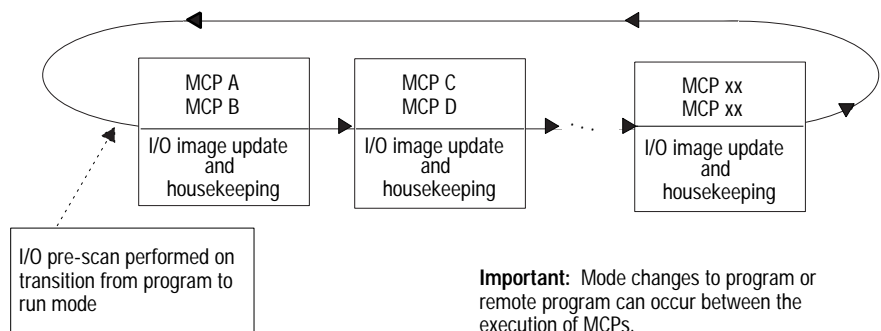 MCP A
MCP B
I/O image update
and
housekeeping
MCP C
MCP D
I/O image update
and
housekeeping
. . .
MCP xx
MCP xx
I/O image update
and
housekeeping
I/O pre-scan performed on
transition from program to
run mode
Important: Mode changes to program or
remote program can occur between the
execution of MCPs.